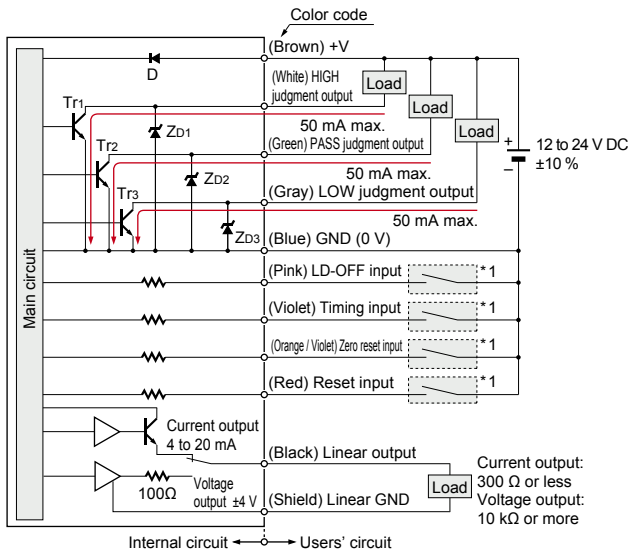 Color code
(Brown) +V
D
(White) HIGH
judgment output
Load
Tr1
ZD1
50 mA max.
Load
Tr2
(Green) PASS judgment output
Load
+
12 to 24 V DC
±10 %
−
ZD2
50 mA max.
Tr3
(Gray) LOW judgment output
50 mA max.
ZD3
(Blue) GND (0 V)
Main circuit
(Pink) LD-OFF input
*1
(Violet) Timing input
*1
(Orange / Violet) Zero reset input
*1
(Red) Reset input
*1
Current output
4 to 20 mA
(Black) Linear output
Current output:
300 Ω or less
Voltage output:
10 kΩ or more
Load
100Ω
Voltage
output ±4 V
(Shield) Linear GND
Internal circuit
Users' circuit